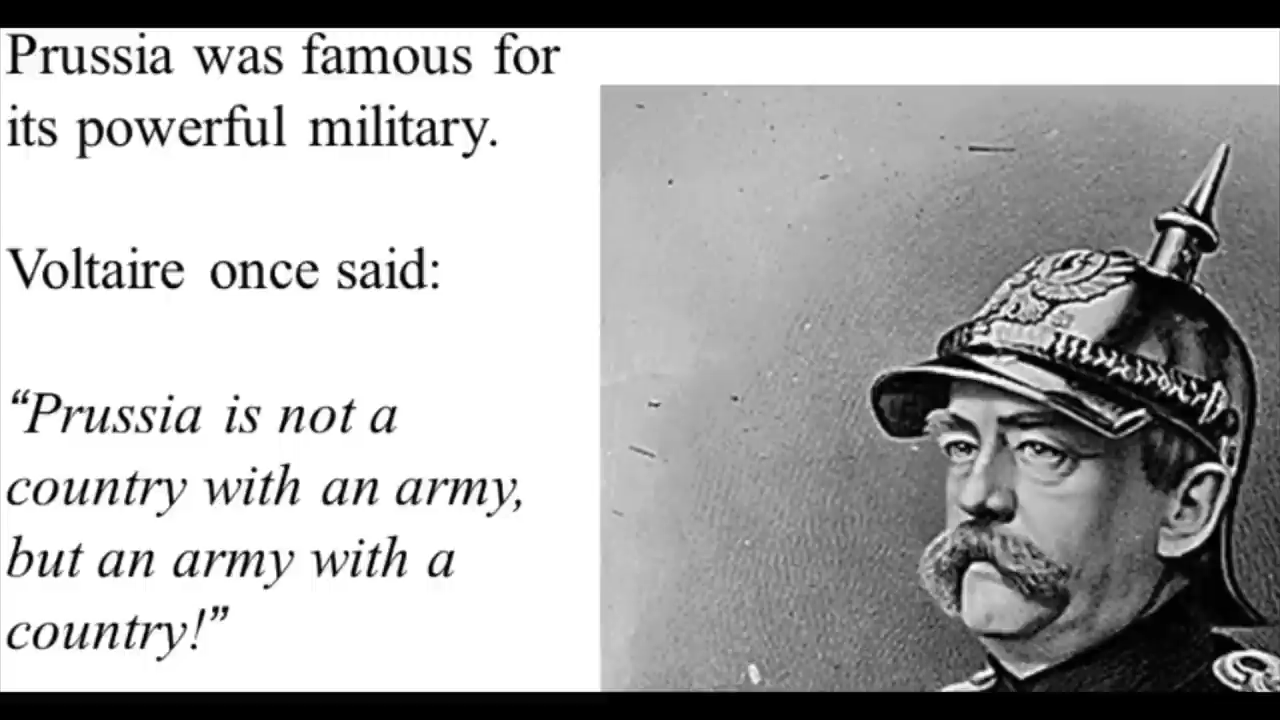 Prussia was famous for
its powerful military.
Voltaire once said:
“Prussia is not a
country with an army,
but an army with a
country!”